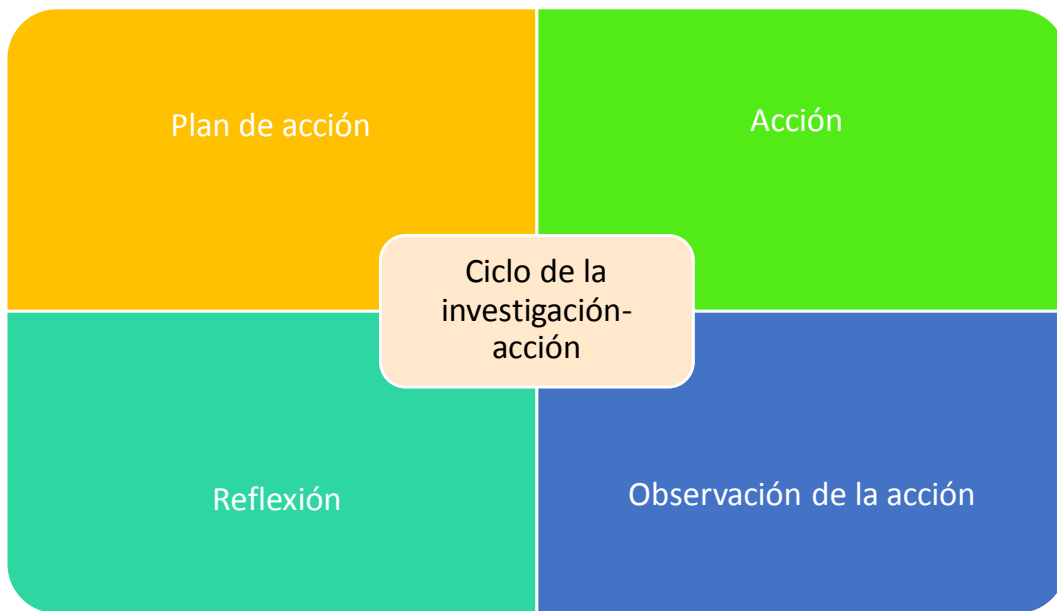 Plan de acción
Acción
Ciclo de la
investigación-
acción
Reflexión
Observación de la acción